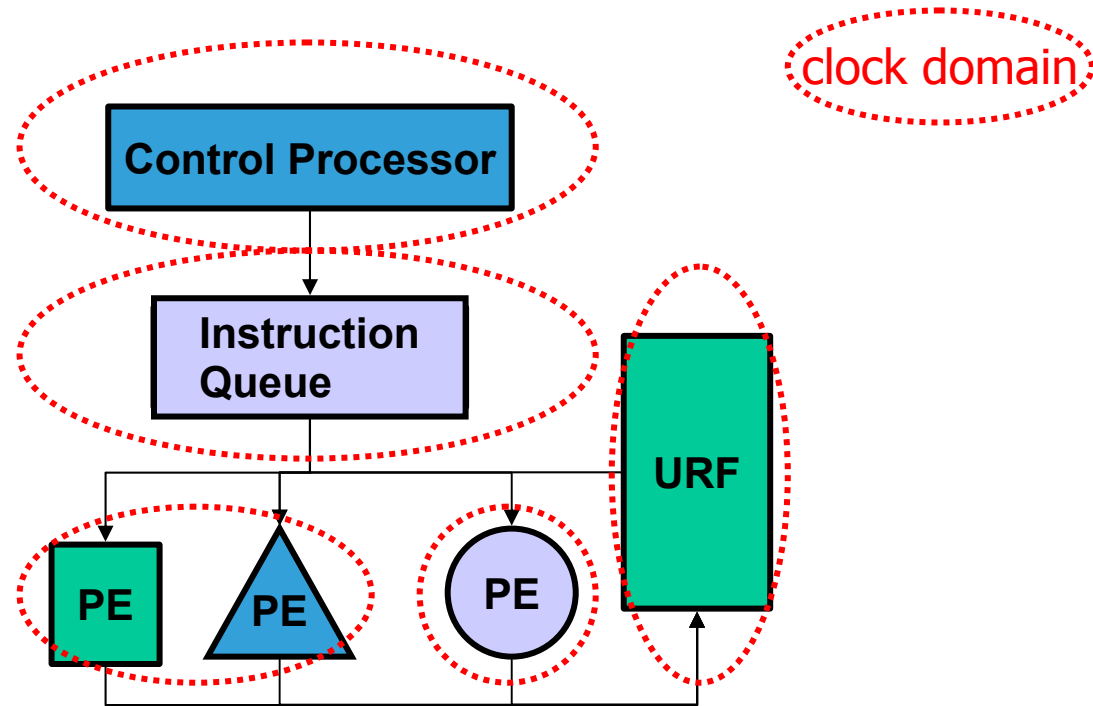 clock domain
Control Processor
Instruction
Queue
URF
PE
PE
PE